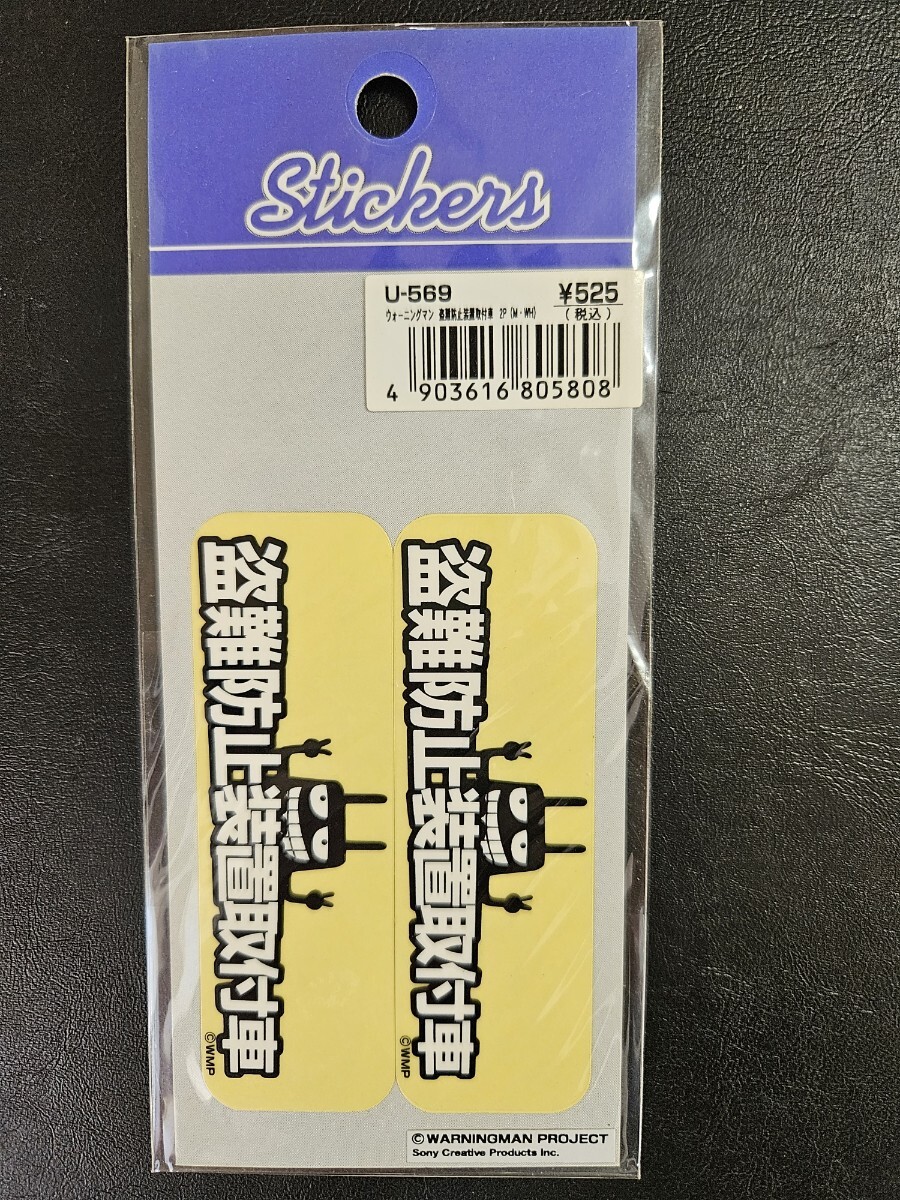 Stickers
U-569 ¥525
ウォーニングマン 盗難防止装置取付車 2P (M・WH) (税込)
4 903616 805808
盗難防止装置取付車
©WMP
盗難防止装置取付車
©WMP
©WARNINGMAN PROJECT
Sony Creative Products Inc.